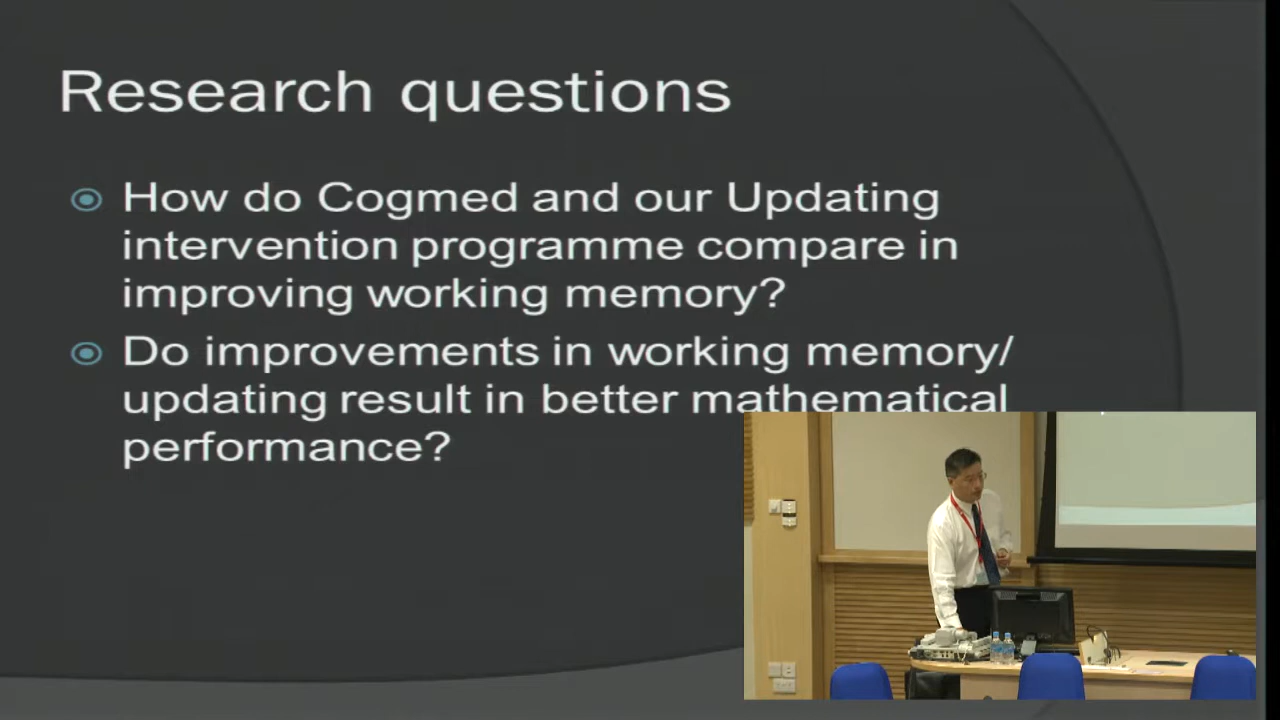 Research questions
How do Cogmed and our Updating
intervention programme compare in
improving working memory?
Do improvements in working memory/
updating result in better mathematical
performance?